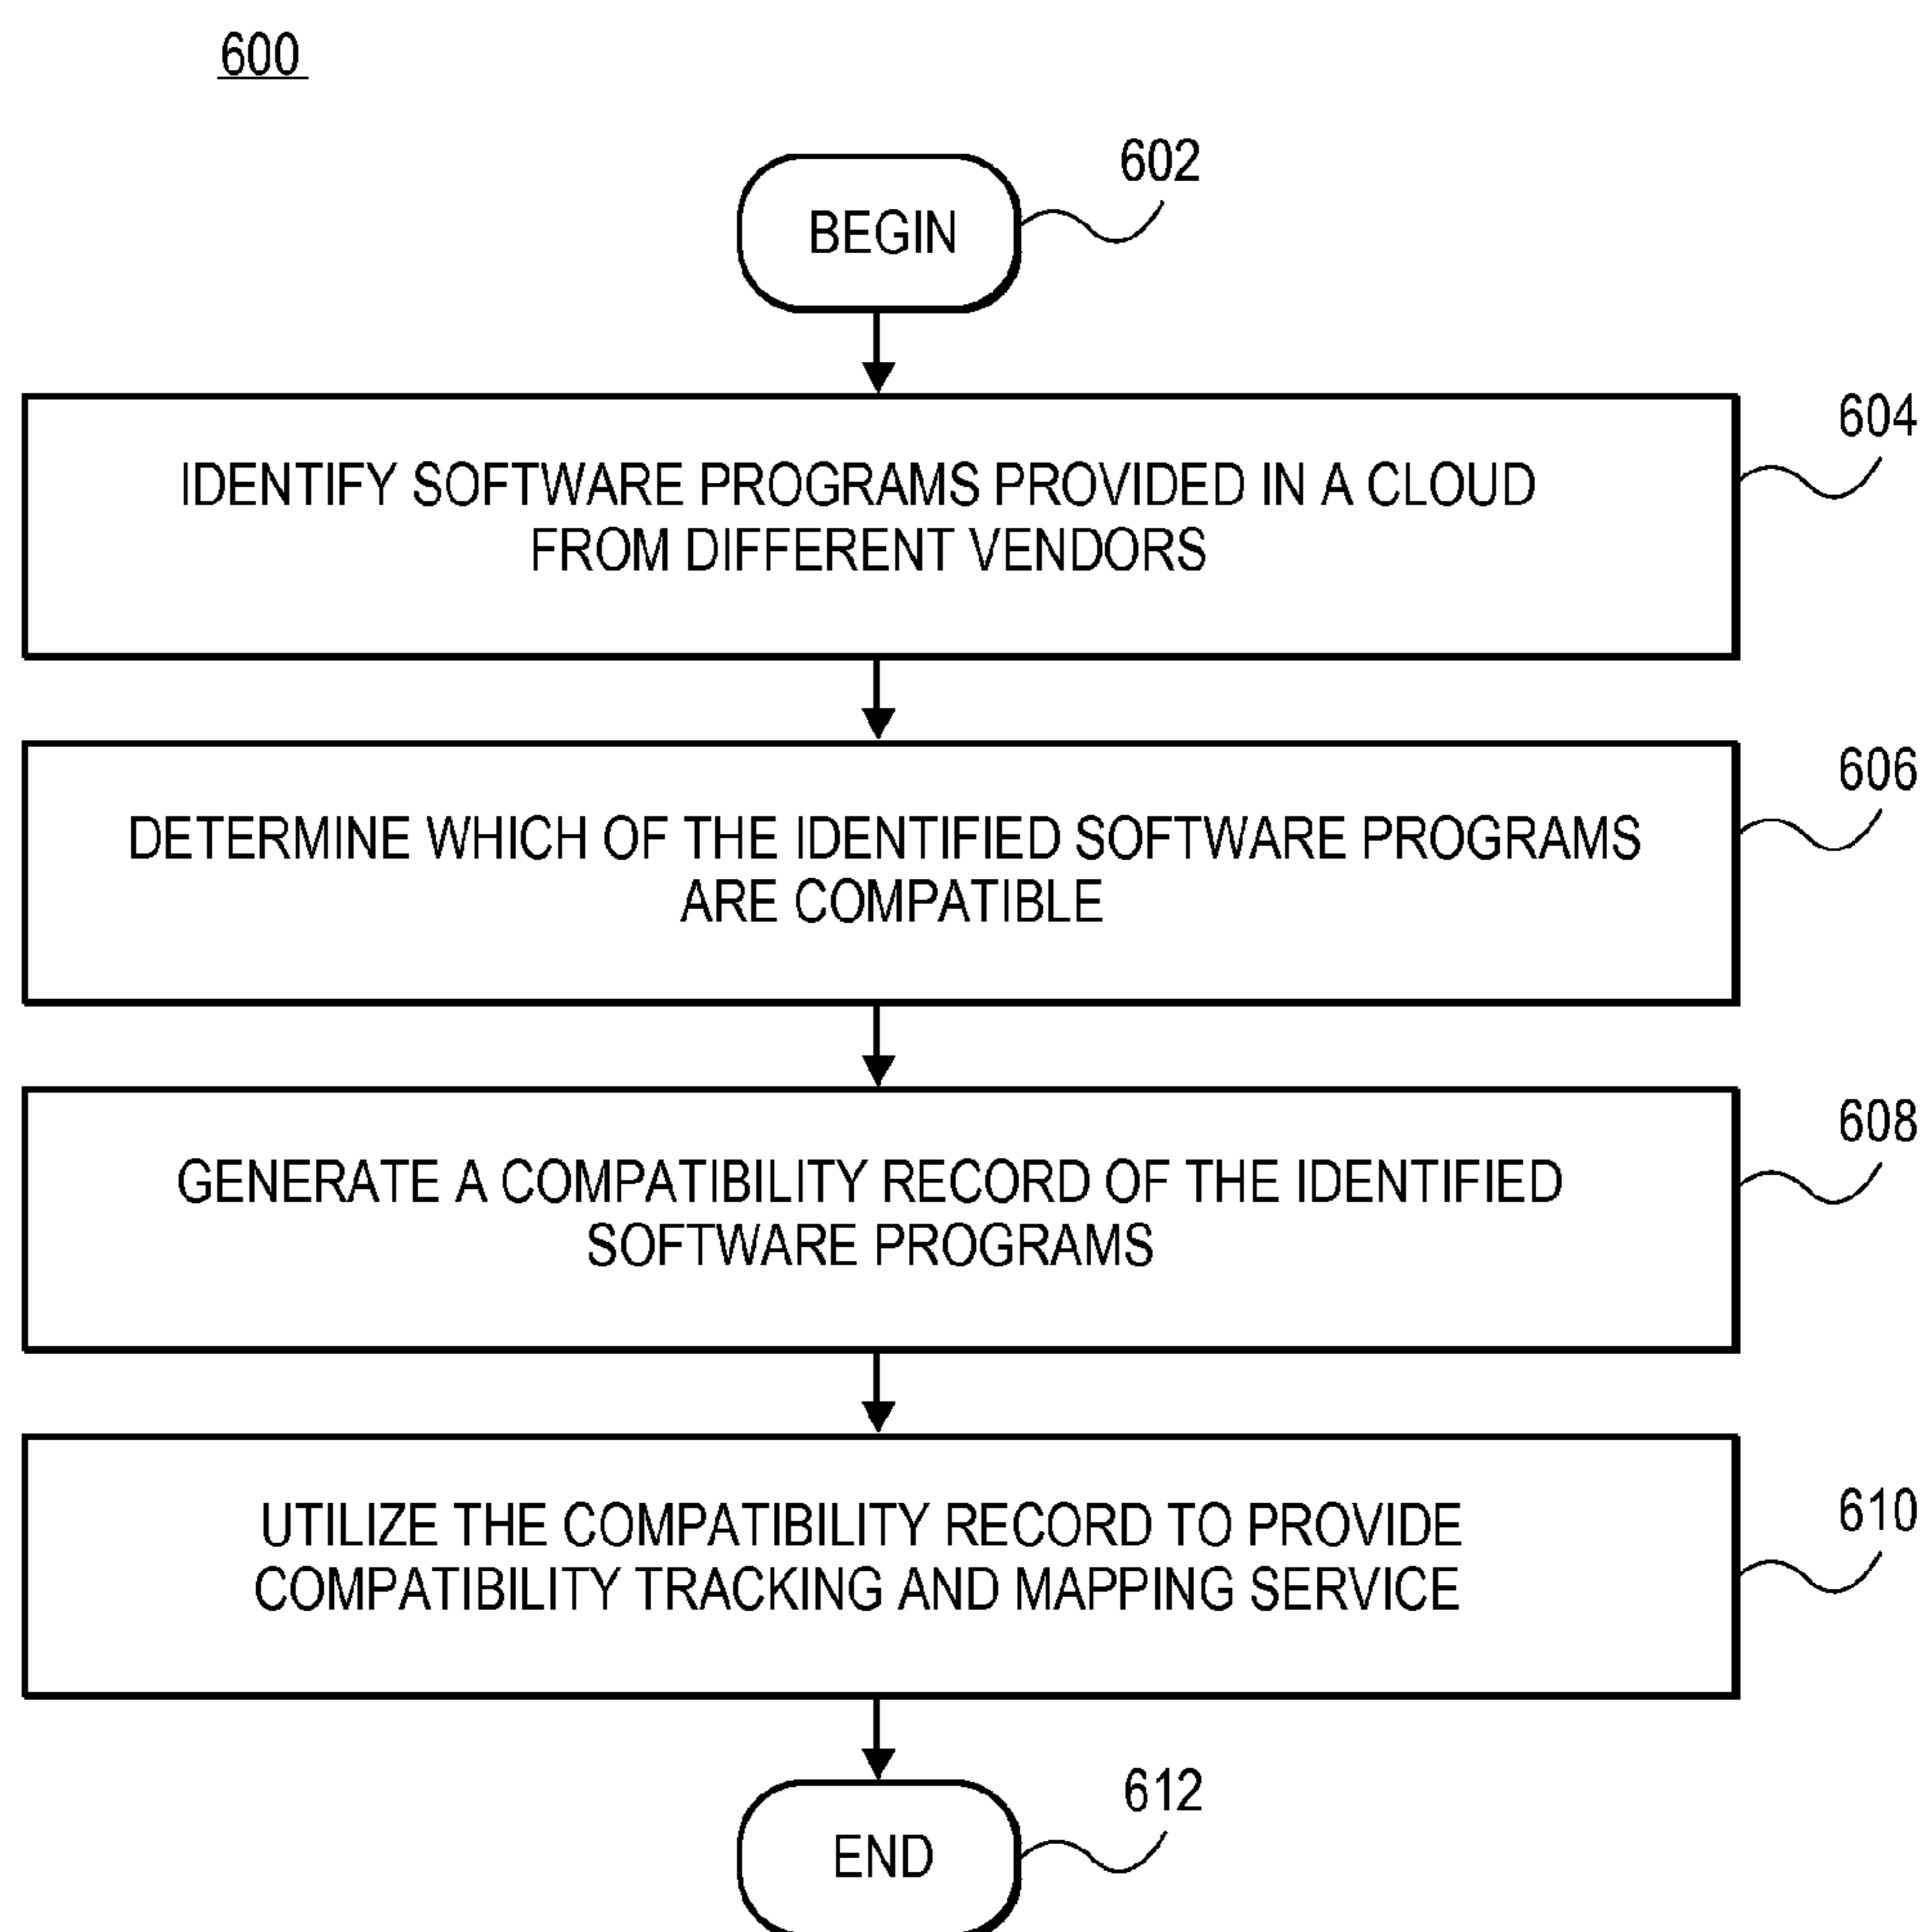 600
602
BEGIN
604
IDENTIFY SOFTWARE PROGRAMS PROVIDED IN A CLOUD
FROM DIFFERENT VENDORS
606
DETERMINE WHICH OF THE IDENTIFIED SOFTWARE PROGRAMS
ARE COMPATIBLE
608
GENERATE A COMPATIBILITY RECORD OF THE IDENTIFIED
SOFTWARE PROGRAMS
610
UTILIZE THE COMPATIBILITY RECORD TO PROVIDE
COMPATIBILITY TRACKING AND MAPPING SERVICE
612
END